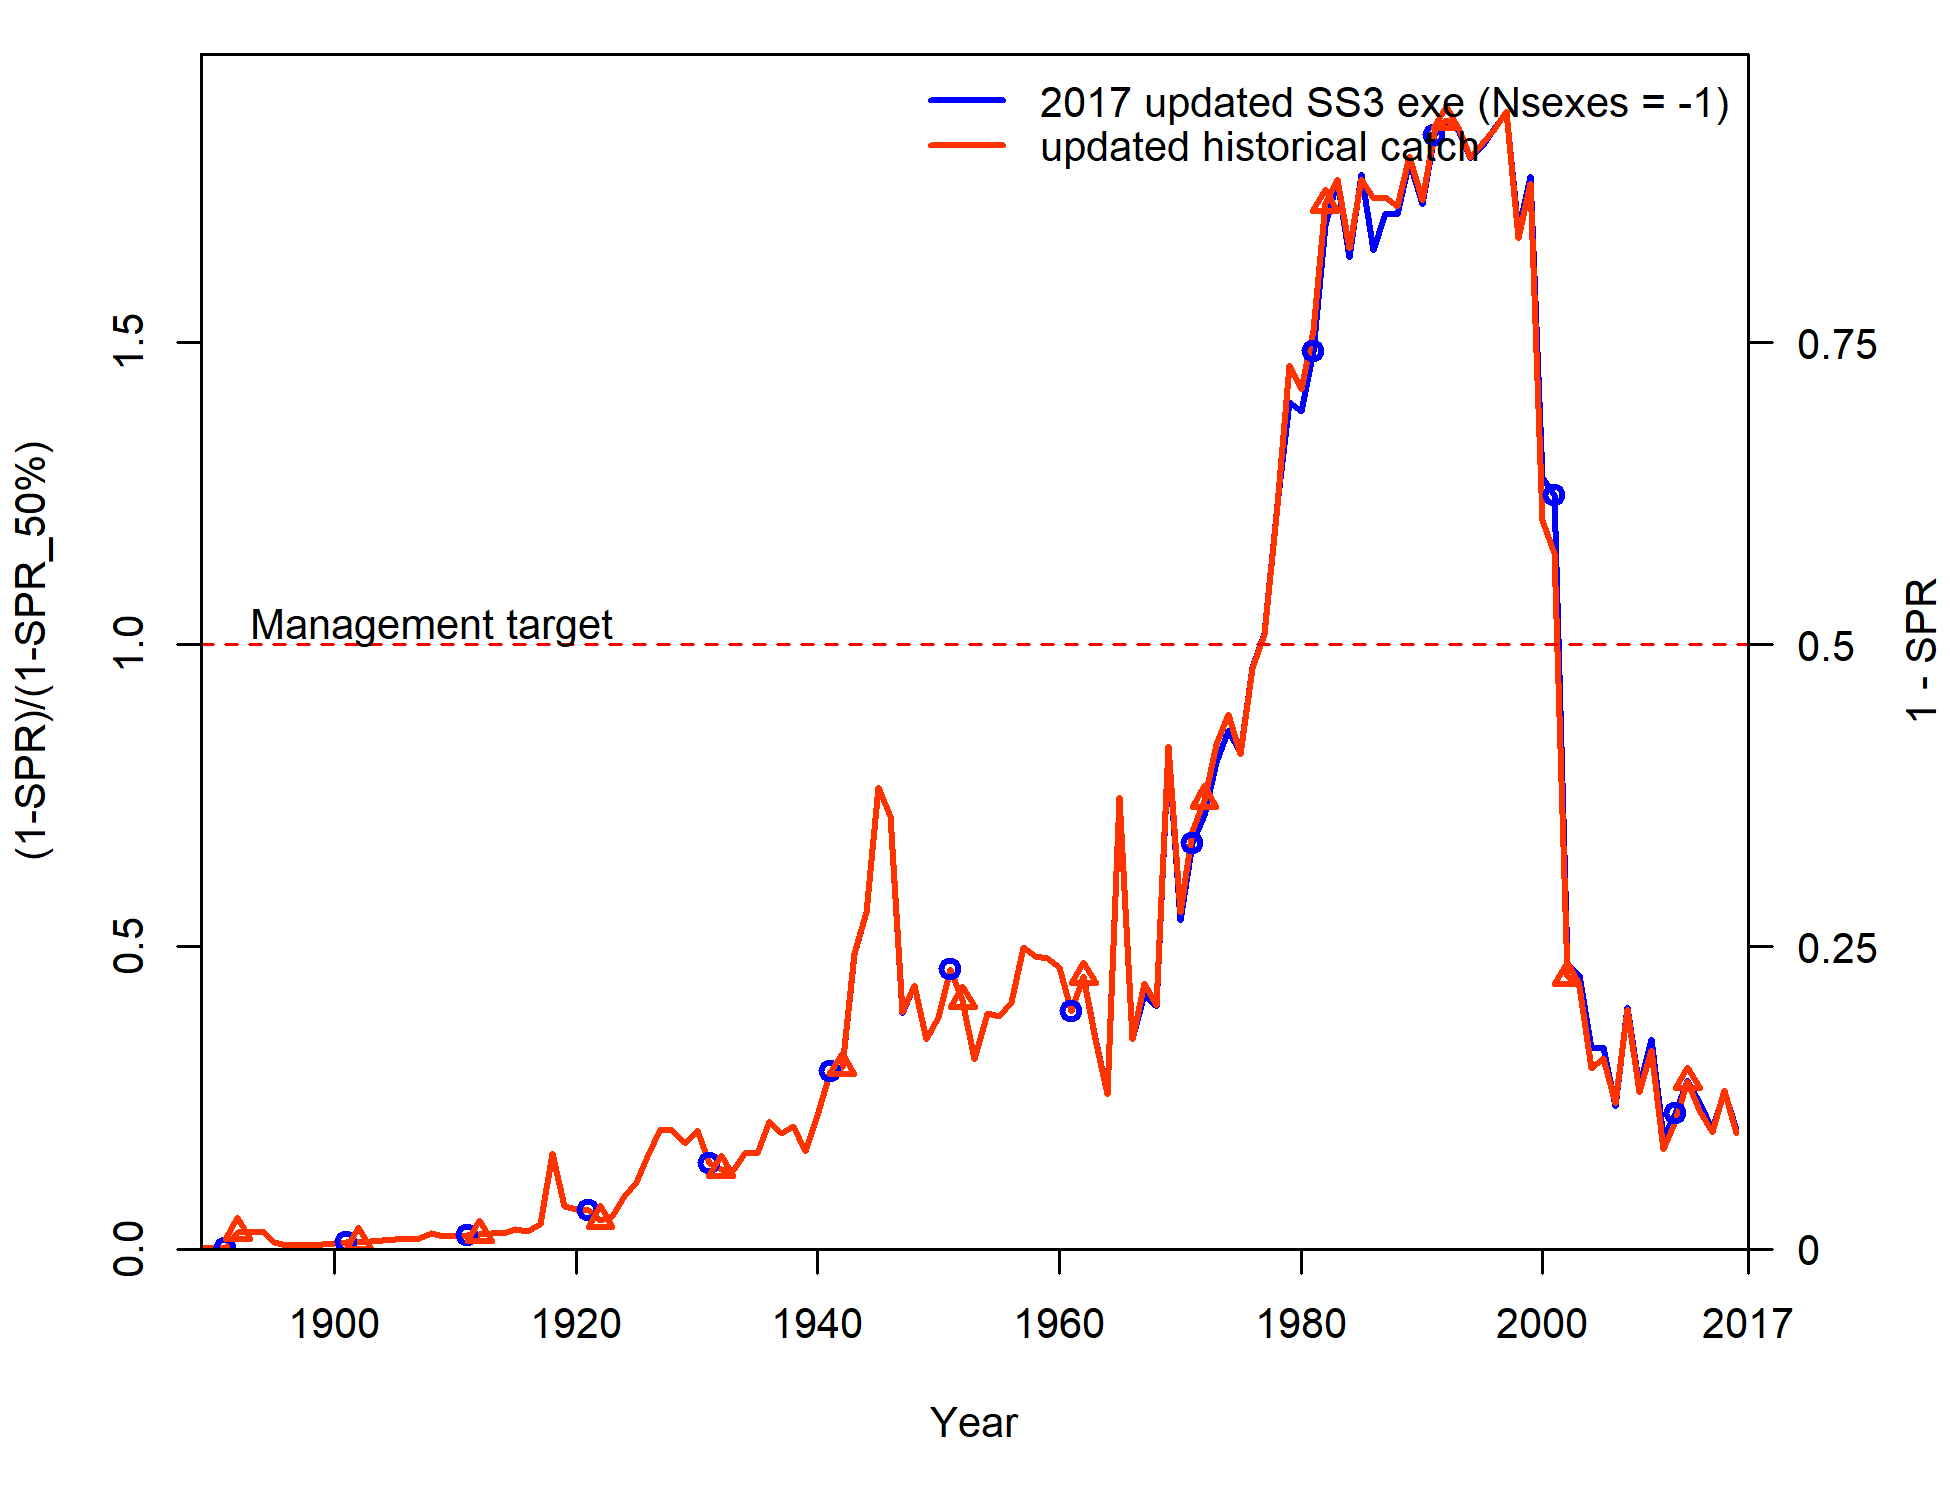 2017 updated SS3 exe (Nsexes = -1)
updated historical catch
Management target
(1-SPR)/(1-SPR_50%)
0.0
0.5
1.0
1.5
1 - SPR
0
0.25
0.5
0.75
1900
1920
1940
1960
1980
2000
2017
Year